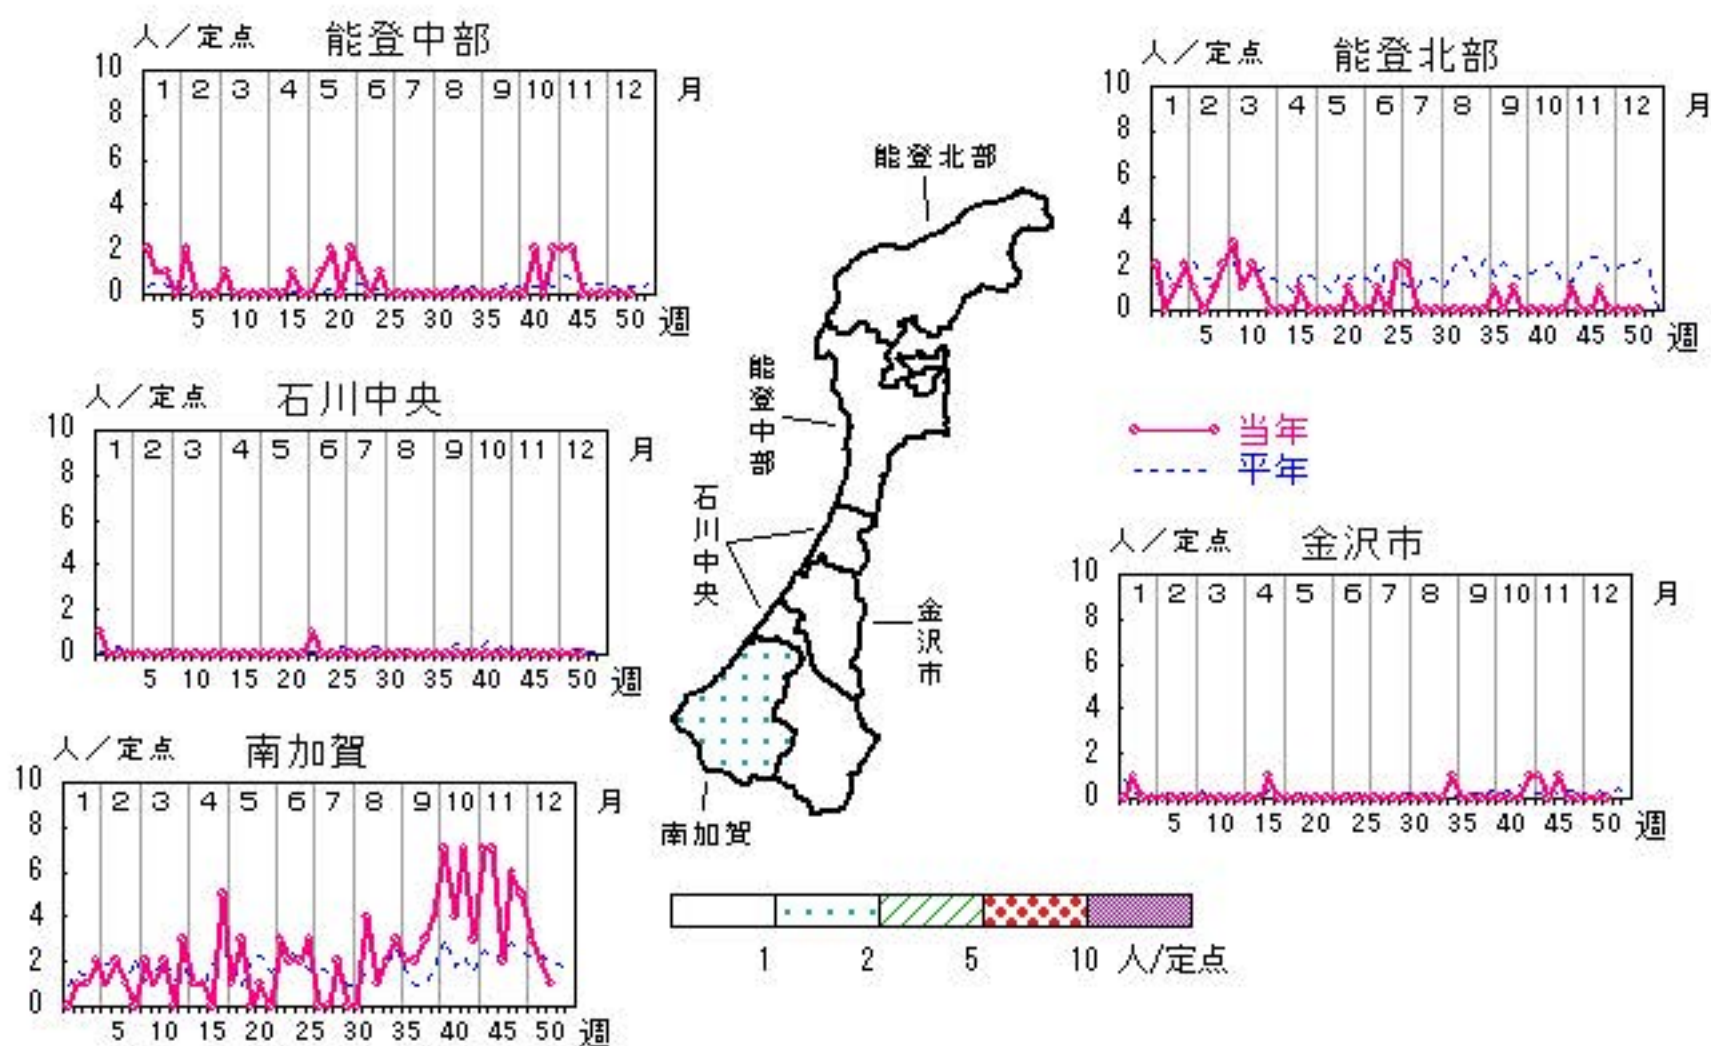 人／定点 能登中部
10 8 6 4 2 0
1 2 3 4 5 6 7 8 9 10 11 12 月
5 10 15 20 25 30 35 40 45 50 週
人／定点 能登北部
10 8 6 4 2 0
1 2 3 4 5 6 7 8 9 10 11 12 月
5 10 15 20 25 30 35 40 45 50 週
能登北部
能登中部
石川中央
金沢市
南加賀
人／定点 石川中央
10 8 6 4 2 0
1 2 3 4 5 6 7 8 9 10 11 12 月
5 10 15 20 25 30 35 40 45 50 週
当年
平年
人／定点 金沢市
10 8 6 4 2 0
1 2 3 4 5 6 7 8 9 10 11 12 月
5 10 15 20 25 30 35 40 45 50 週
人／定点 南加賀
10 8 6 4 2 0
1 2 3 4 5 6 7 8 9 10 11 12 月
5 10 15 20 25 30 35 40 45 50 週
1 2 5 10 人/定点